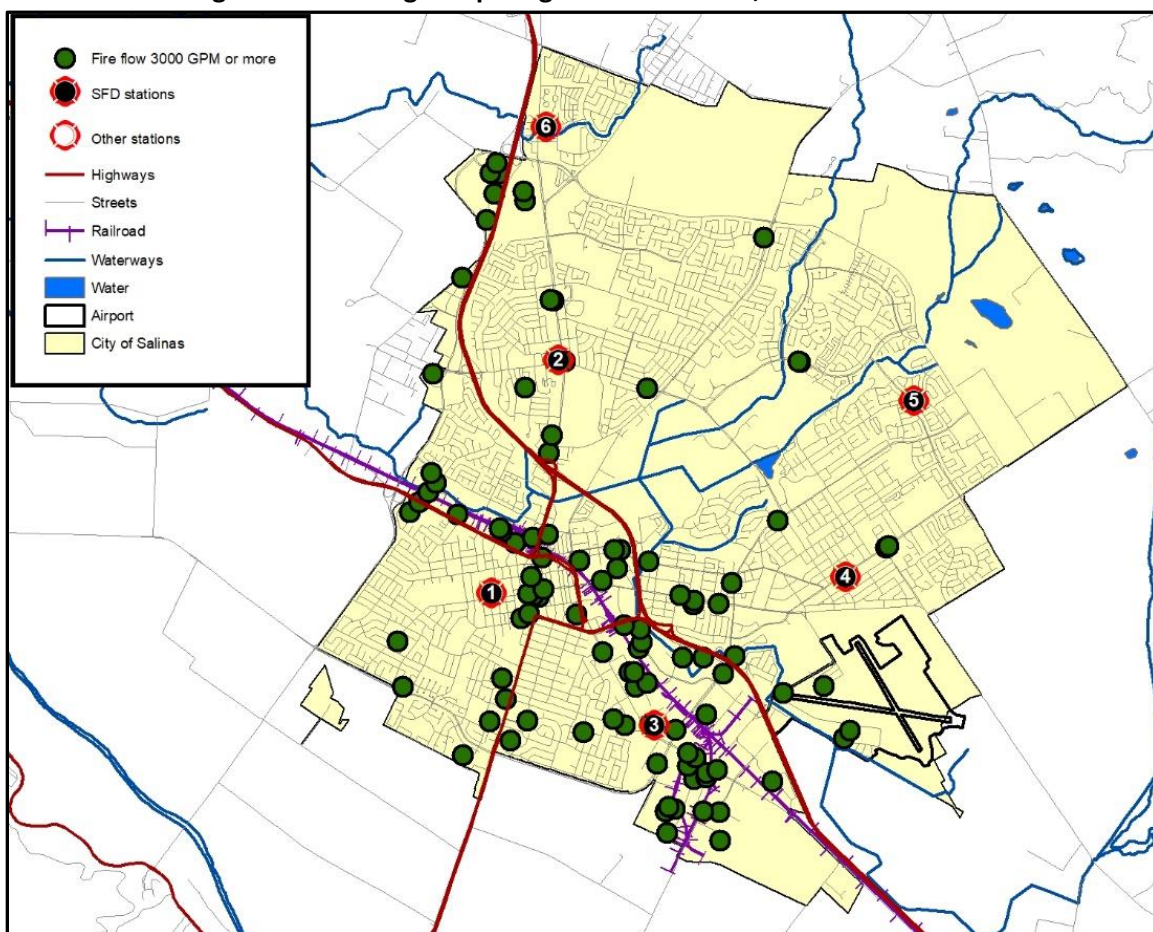 Fire flow 3000 GPM or more
SFD stations
Other stations
Highways
Streets
Railroad
Waterways
Water
Airport
City of Salinas
6
2
5
4
1
3